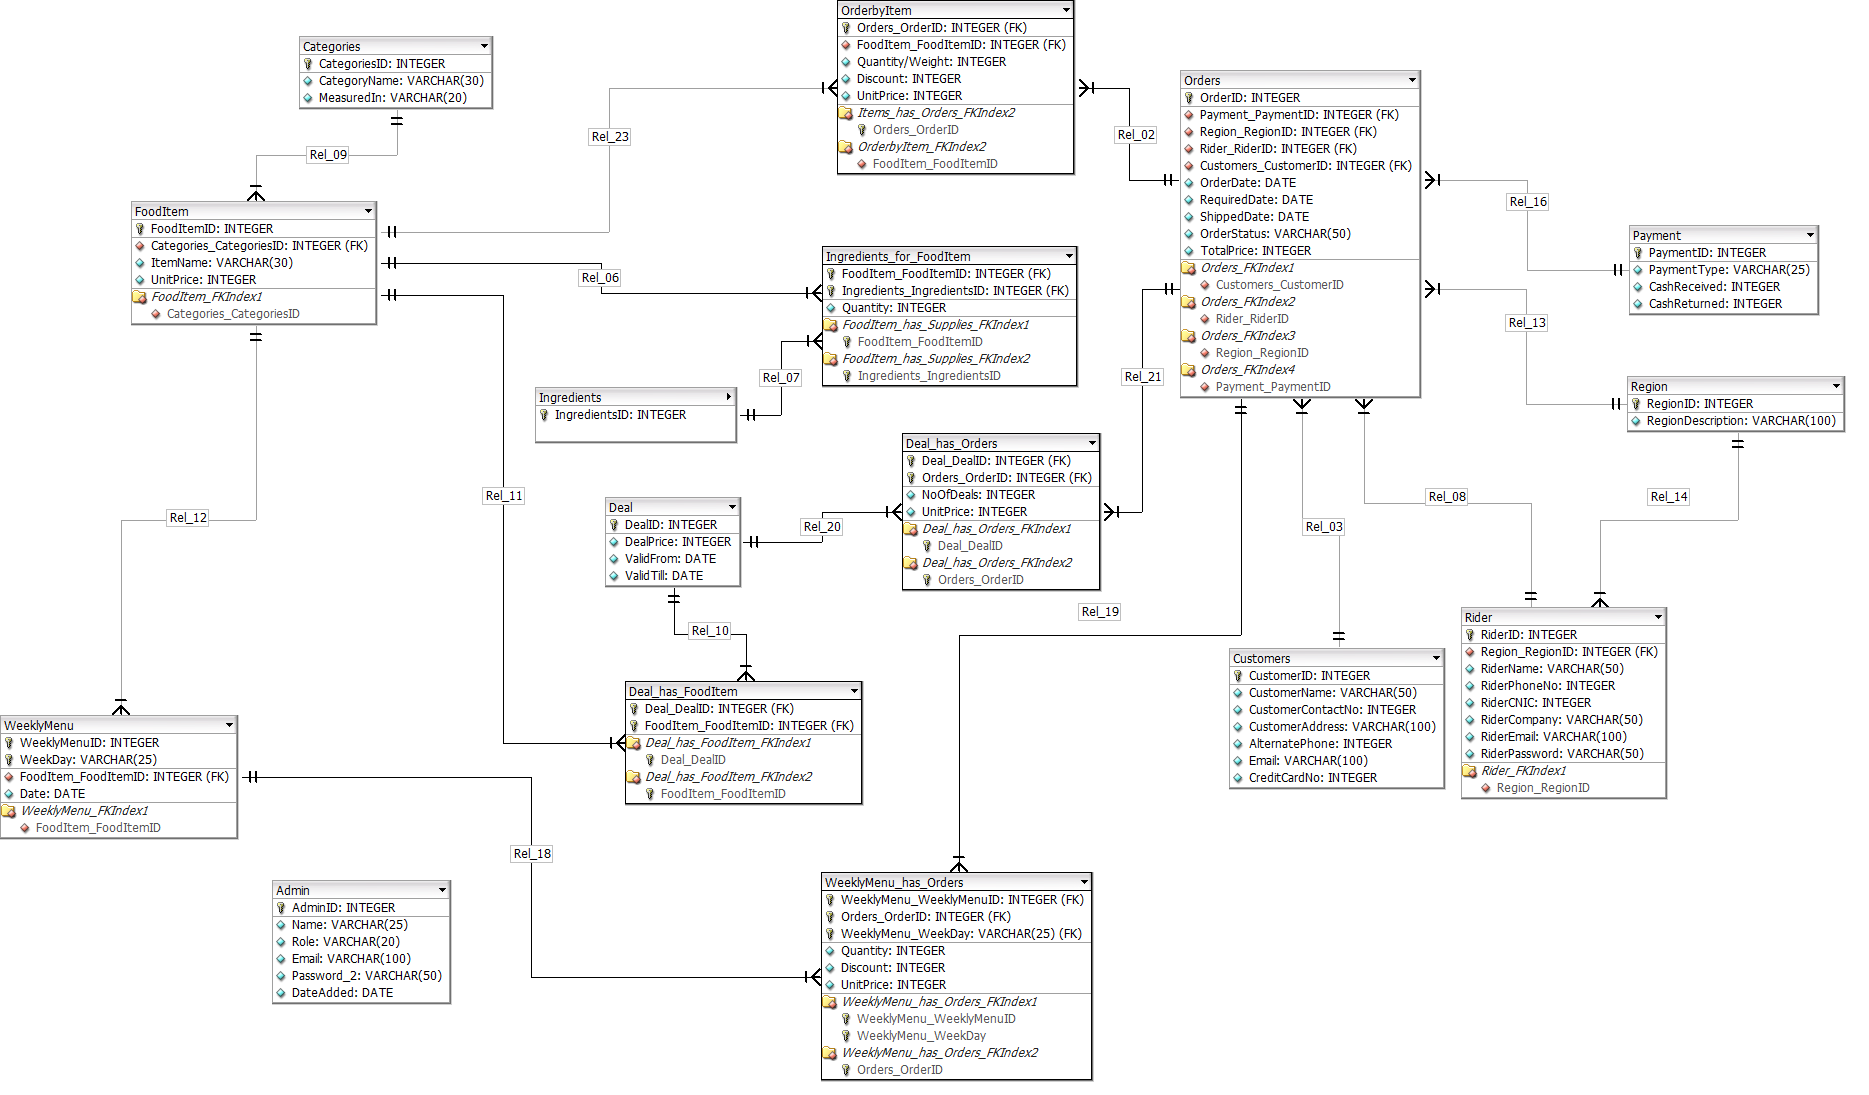 OrderbyItem
Orders_OrderID: INTEGER (FK)
FoodItem_FoodItemID: INTEGER (FK)
Quantity/Weight: INTEGER
Discount: INTEGER
UnitPrice: INTEGER
Items_has_Orders_FKIndex2
Orders_OrderID
OrderbyItem_FKIndex2
FoodItem_FoodItemID
Categories
CategoriesID: INTEGER
CategoryName: VARCHAR(30)
MeasuredIn: VARCHAR(20)
Orders
OrderID: INTEGER
Payment_PaymentID: INTEGER (FK)
Region_RegionID: INTEGER (FK)
Rider_RiderID: INTEGER (FK)
Customers_CustomerID: INTEGER (FK)
OrderDate: DATE
RequiredDate: DATE
ShippedDate: DATE
OrderStatus: VARCHAR(50)
TotalPrice: INTEGER
Orders_FKIndex1
Customers_CustomerID
Orders_FKIndex2
Rider_RiderID
Orders_FKIndex3
Region_RegionID
Orders_FKIndex4
Payment_PaymentID
Rel_23
Rel_02
Rel_09
Rel_16
FoodItem
FoodItemID: INTEGER
Categories_CategoriesID: INTEGER (FK)
ItemName: VARCHAR(30)
UnitPrice: INTEGER
FoodItem_FKIndex1
Categories_CategoriesID
Payment
PaymentID: INTEGER
PaymentType: VARCHAR(25)
CashReceived: INTEGER
CashReturned: INTEGER
Ingredients_for_FoodItem
FoodItem_FoodItemID: INTEGER (FK)
Ingredients_IngredientsID: INTEGER (FK)
Quantity: INTEGER
FoodItem_has_Supplies_FKIndex1
FoodItem_FoodItemID
FoodItem_has_Supplies_FKIndex2
Ingredients_IngredientsID
Rel_06
Rel_13
Rel_07
Rel_21
Region
RegionID: INTEGER
RegionDescription: VARCHAR(100)
Ingredients
IngredientsID: INTEGER
Deal_has_Orders
Deal_DealID: INTEGER (FK)
Orders_OrderID: INTEGER (FK)
NoOfDeals: INTEGER
UnitPrice: INTEGER
Deal_has_Orders_FKIndex1
Deal_DealID
Deal_has_Orders_FKIndex2
Orders_OrderID
Rel_11
Rel_08
Rel_14
Deal
DealID: INTEGER
DealPrice: INTEGER
ValidFrom: DATE
ValidTill: DATE
Rel_12
Rel_20
Rel_03
Rel_19
Rel_10
Rider
RiderID: INTEGER
Region_RegionID: INTEGER (FK)
RiderName: VARCHAR(50)
RiderPhoneNo: INTEGER
RiderCNIC: INTEGER
RiderCompany: VARCHAR(50)
RiderEmail: VARCHAR(100)
RiderPassword: VARCHAR(50)
Rider_FKIndex1
Region_RegionID
Customers
CustomerID: INTEGER
CustomerName: VARCHAR(50)
CustomerContactNo: INTEGER
CustomerAddress: VARCHAR(100)
AlternatePhone: INTEGER
Email: VARCHAR(100)
CreditCardNo: INTEGER
Deal_has_FoodItem
Deal_DealID: INTEGER (FK)
FoodItem_FoodItemID: INTEGER (FK)
Deal_has_FoodItem_FKIndex1
Deal_DealID
Deal_has_FoodItem_FKIndex2
FoodItem_FoodItemID
WeeklyMenu
WeeklyMenuID: INTEGER
WeekDay: VARCHAR(25)
FoodItem_FoodItemID: INTEGER (FK)
Date: DATE
WeeklyMenu_FKIndex1
FoodItem_FoodItemID
Rel_18
Admin
AdminID: INTEGER
Name: VARCHAR(25)
Role: VARCHAR(20)
Email: VARCHAR(100)
Password_2: VARCHAR(50)
DateAdded: DATE
WeeklyMenu_has_Orders
WeeklyMenu_WeeklyMenuID: INTEGER (FK)
Orders_OrderID: INTEGER (FK)
WeeklyMenu_WeekDay: VARCHAR(25) (FK)
Quantity: INTEGER
Discount: INTEGER
UnitPrice: INTEGER
WeeklyMenu_has_Orders_FKIndex1
WeeklyMenu_WeeklyMenuID
WeeklyMenu_WeekDay
WeeklyMenu_has_Orders_FKIndex2
Orders_OrderID